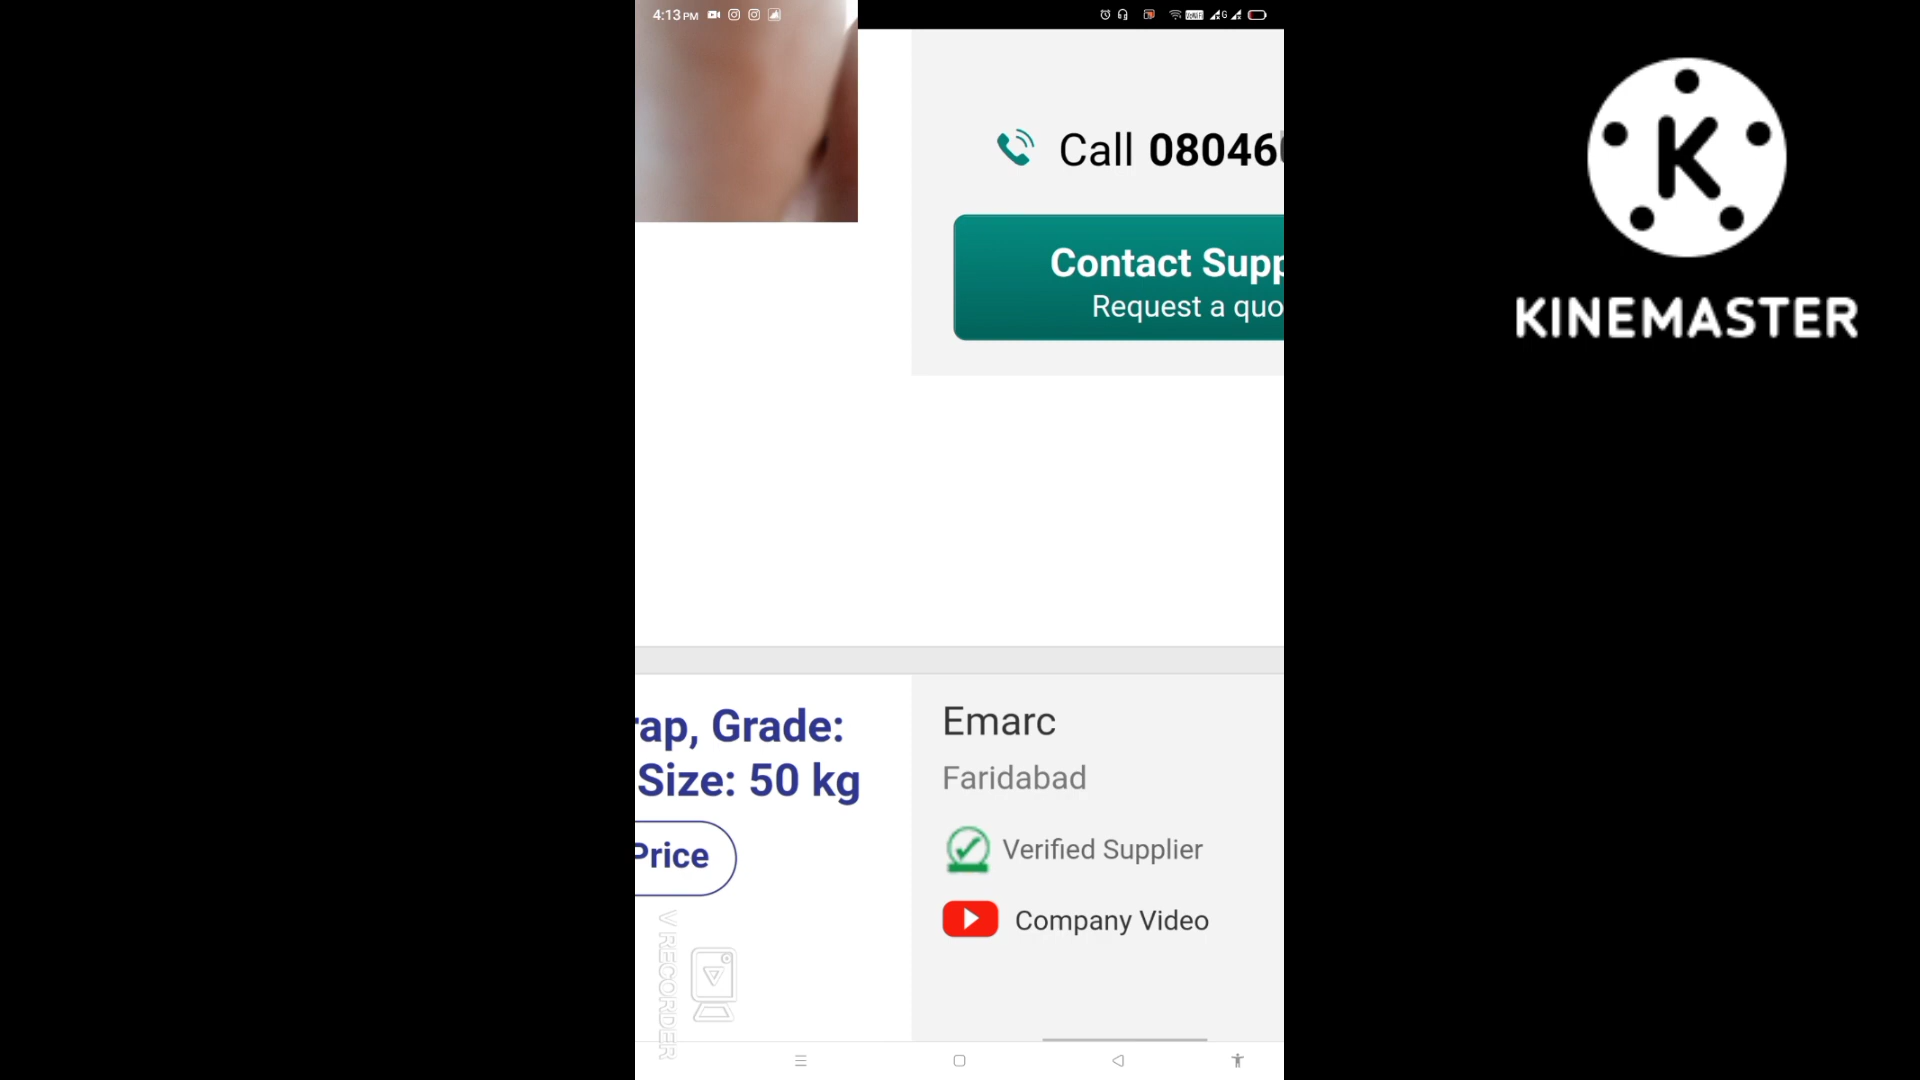 4:13 PM
Call 08046
Contact Supp
Request a quo
rap, Grade:
Size: 50 kg
Price
Emarc
Faridabad
Verified Supplier
Company Video
V RECORDER
K
KINEMASTER